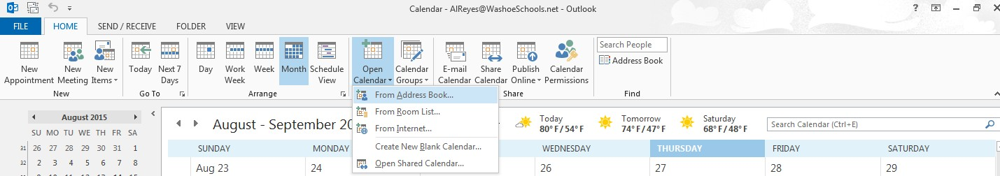 Calendar - AlReyes@WashoeSchools.net - Outlook
FILE HOME SEND / RECEIVE FOLDER VIEW
New Appointment
New Meeting
New Items
Today
Next 7 Days
Day
Work Week
Week
Month
Schedule View
Open Calendar
Calendar Groups
E-mail Calendar
Share Calendar
Publish Online
Calendar Permissions
Search People
Address Book
New
Go To
Arrange
Share
Find
From Address Book...
From Room List...
From Internet...
Create New Blank Calendar...
Open Shared Calendar...
August 2015
SU MO TU WE TH FR SA
31 26 27 28 29 30 31 1
32 2 3 4 5 6 7 8
August - September 20
Today
80° F / 54° F
Tomorrow
74° F / 47° F
Saturday
68° F / 48° F
Search Calendar (Ctrl+E)
SUNDAY MONDAY WEDNESDAY THURSDAY FRIDAY SATURDAY
Aug 23 24 26 27 28 29